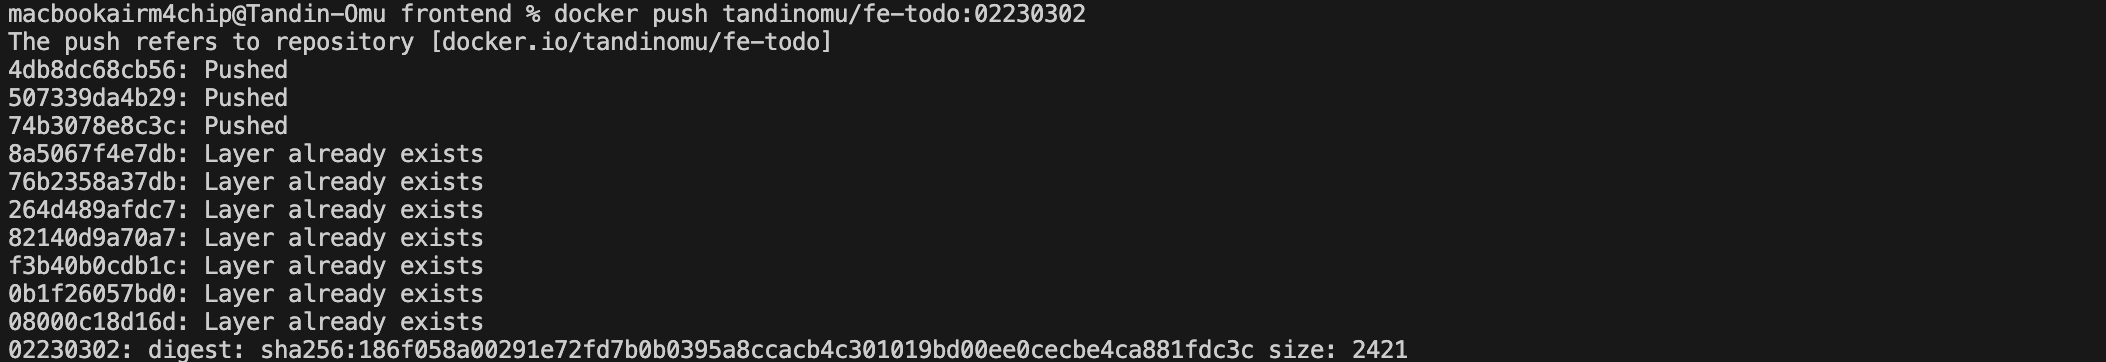 macbookairm4chip@Tandin-Omu frontend % docker push tandinomu/fe-todo:02230302
The push refers to repository [docker.io/tandinomu/fe-todo]
4db8dc68cb56: Pushed
507339da4b29: Pushed
74b3078e8c3c: Pushed
8a5067f4e7db: Layer already exists
76b2358a37db: Layer already exists
264d489afdc7: Layer already exists
82140d9a70a7: Layer already exists
f3b40b0cdb1c: Layer already exists
0b1f26057bd0: Layer already exists
08000c18d16d: Layer already exists
02230302: digest: sha256:186f058a00291e72fd7b0b0395a8ccacb4c301019bd00ee0cecbe4ca881fdc3c size: 2421